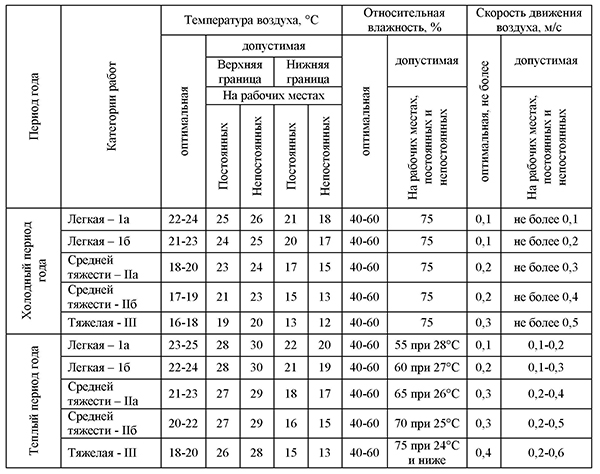 Период года
Категории работ
Температура воздуха, °С
Относительная
влажность, %
Скорость движения
воздуха, м/с
оптимальная
допустимая
Верхняя
граница
Нижняя
граница
На рабочих местах
Постоянных
Непостоянных
Постоянных
Непостоянных
оптимальная
допустимая
На рабочих местах,
постоянных и
непостоянных
оптимальная, не более
допустимая
На рабочих местах,
постоянных и
непостоянных
Холодный период
года
Легкая – 1а 22-24 25 26 21 18 40-60 75 0,1 не более 0,1
Легкая – 1б 21-23 24 25 20 17 40-60 75 0,1 не более 0,2
Средней
тяжести – IIа 18-20 23 24 17 15 40-60 75 0,2 не более 0,3
Средней
тяжести - IIб 17-19 21 23 15 13 40-60 75 0,2 не более 0,4
Тяжелая - III 16-18 19 20 13 12 40-60 75 0,3 не более 0,5
Теплый период года
Легкая – 1а 23-25 28 30 22 20 40-60 55 при 28°С 0,1 0,1-0,2
Легкая – 1б 22-24 28 30 21 19 40-60 60 при 27°С 0,2 0,1-0,3
Средней
тяжести – IIа 21-23 27 29 18 17 40-60 65 при 26°С 0,3 0,2-0,4
Средней
тяжести - IIб 20-22 27 29 16 15 40-60 70 при 25°С 0,3 0,2-0,5
Тяжелая - III 18-20 26 28 15 13 40-60 75 при 24°С
и ниже 0,4 0,2-0,6